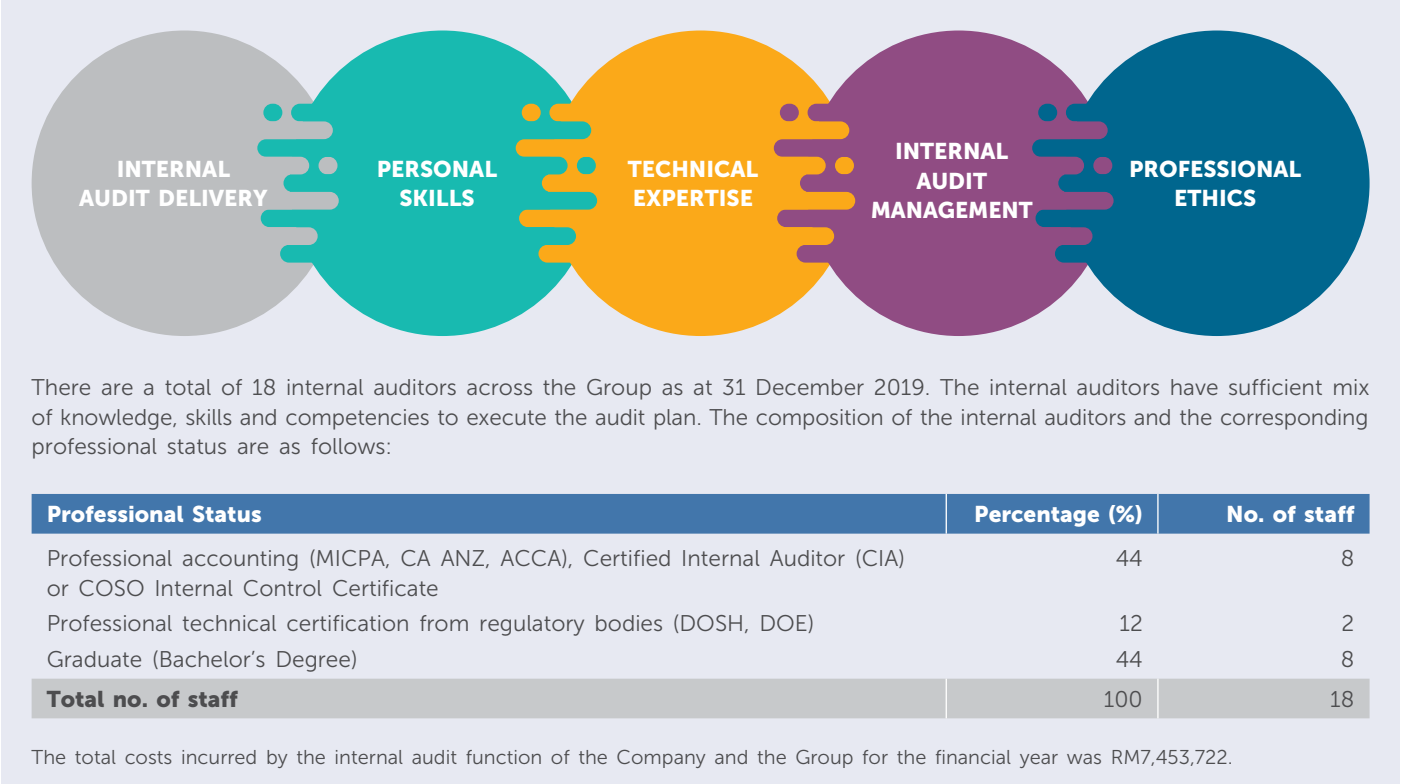 INTERNAL
AUDIT DELIVERY
PERSONAL
SKILLS
TECHNICAL
EXPERTISE
INTERNAL
AUDIT
MANAGEMENT
PROFESSIONAL
ETHICS
There are a total of 18 internal auditors across the Group as at 31 December 2019. The internal auditors have sufficient mix
of knowledge, skills and competencies to execute the audit plan. The composition of the internal auditors and the corresponding
professional status are as follows:
Professional Status Percentage (%) No. of staff
Professional accounting (MICPA, CA ANZ, ACCA), Certified Internal Auditor (CIA) 44 8
or COSO Internal Control Certificate
Professional technical certification from regulatory bodies (DOSH, DOE) 12 2
Graduate (Bachelor’s Degree) 44 8
Total no. of staff 100 18
The total costs incurred by the internal audit function of the Company and the Group for the financial year was RM7,453,722.